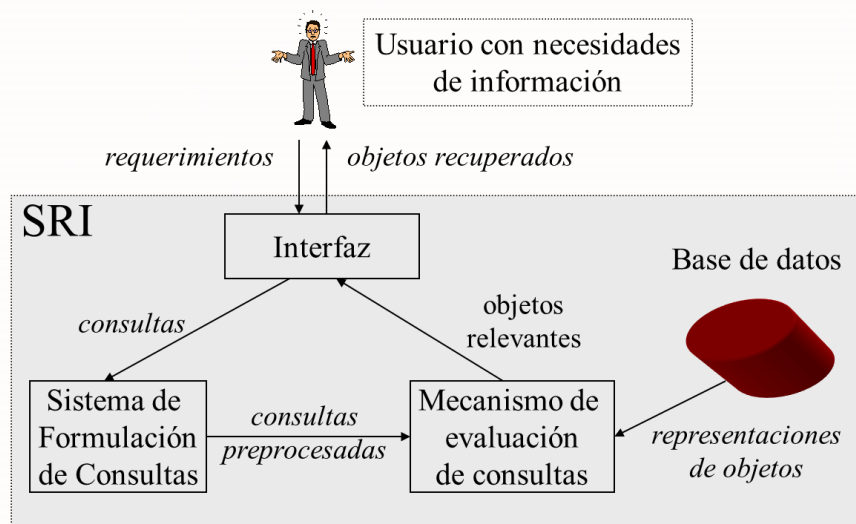 Usuario con necesidades
de información
requerimientos
objetos recuperados
SRI
Interfaz
Base de datos
consultas
objetos
relevantes
Sistema de
Formulación
de Consultas
consultas
preprocesadas
Mecanismo de
evaluación
de consultas
representaciones
de objetos